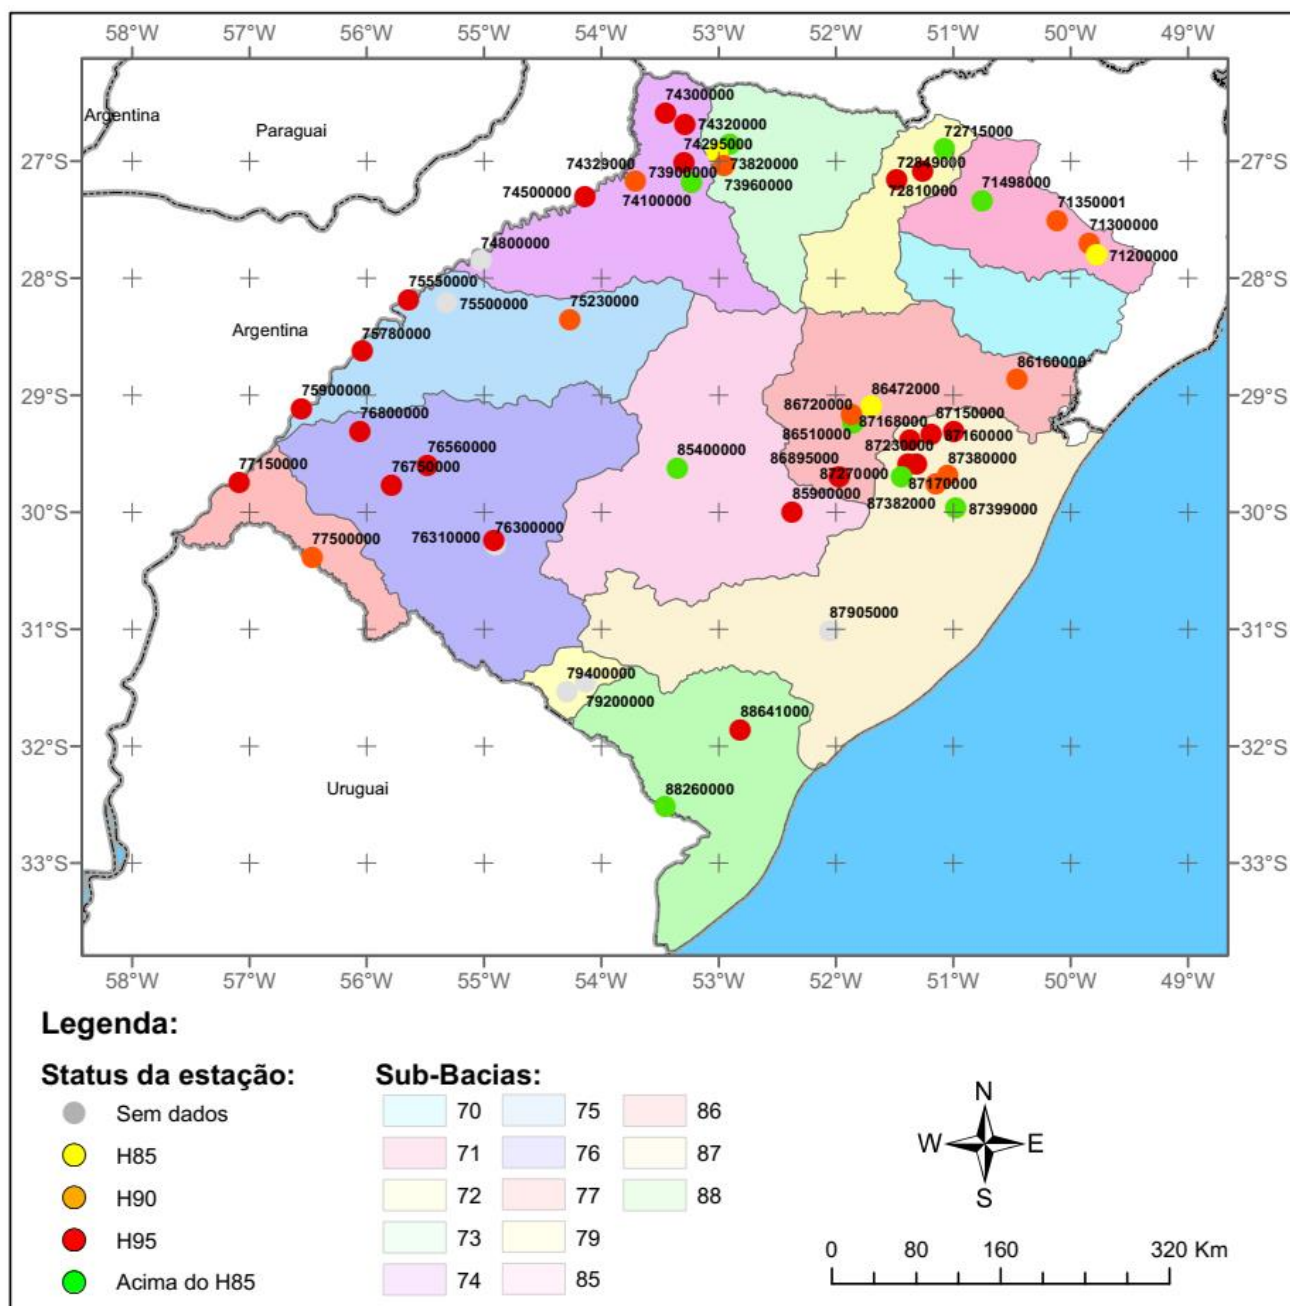 58°W 57°W 56°W 55°W 54°W 53°W 52°W 51°W 50°W 49°W
Argentina
Paraguai
74300000
74320000
72715000
27°S
74295000
27°S
74329000
73900000
73820000
72849000
74500000
74100000
73960000
72810000
71498000
71350001
71300000
74800000
71200000
28°S
28°S
75550000
75500000
75230000
Argentina
75780000
86160000
29°S
75900000
86472000
29°S
76800000
86720000
87168000
87150000
86510000
87230000
87160000
76560000
85400000
86895000
87380000
77150000
76750000
87270000
87170000
85900000
87382000
87399000
30°S
30°S
76310000
76300000
77500000
31°S
87905000
31°S
79400000
79200000
88641000
32°S
32°S
Uruguai
88260000
33°S
33°S
58°W 57°W 56°W 55°W 54°W 53°W 52°W 51°W 50°W 49°W
Legenda:
Status da estação:
Sem dados
H85
H90
H95
Acima do H85
Sub-Bacias:
70 75 86
71 76 87
72 77 88
73 79
74 85
N
W E
S
0 80 160 320 Km